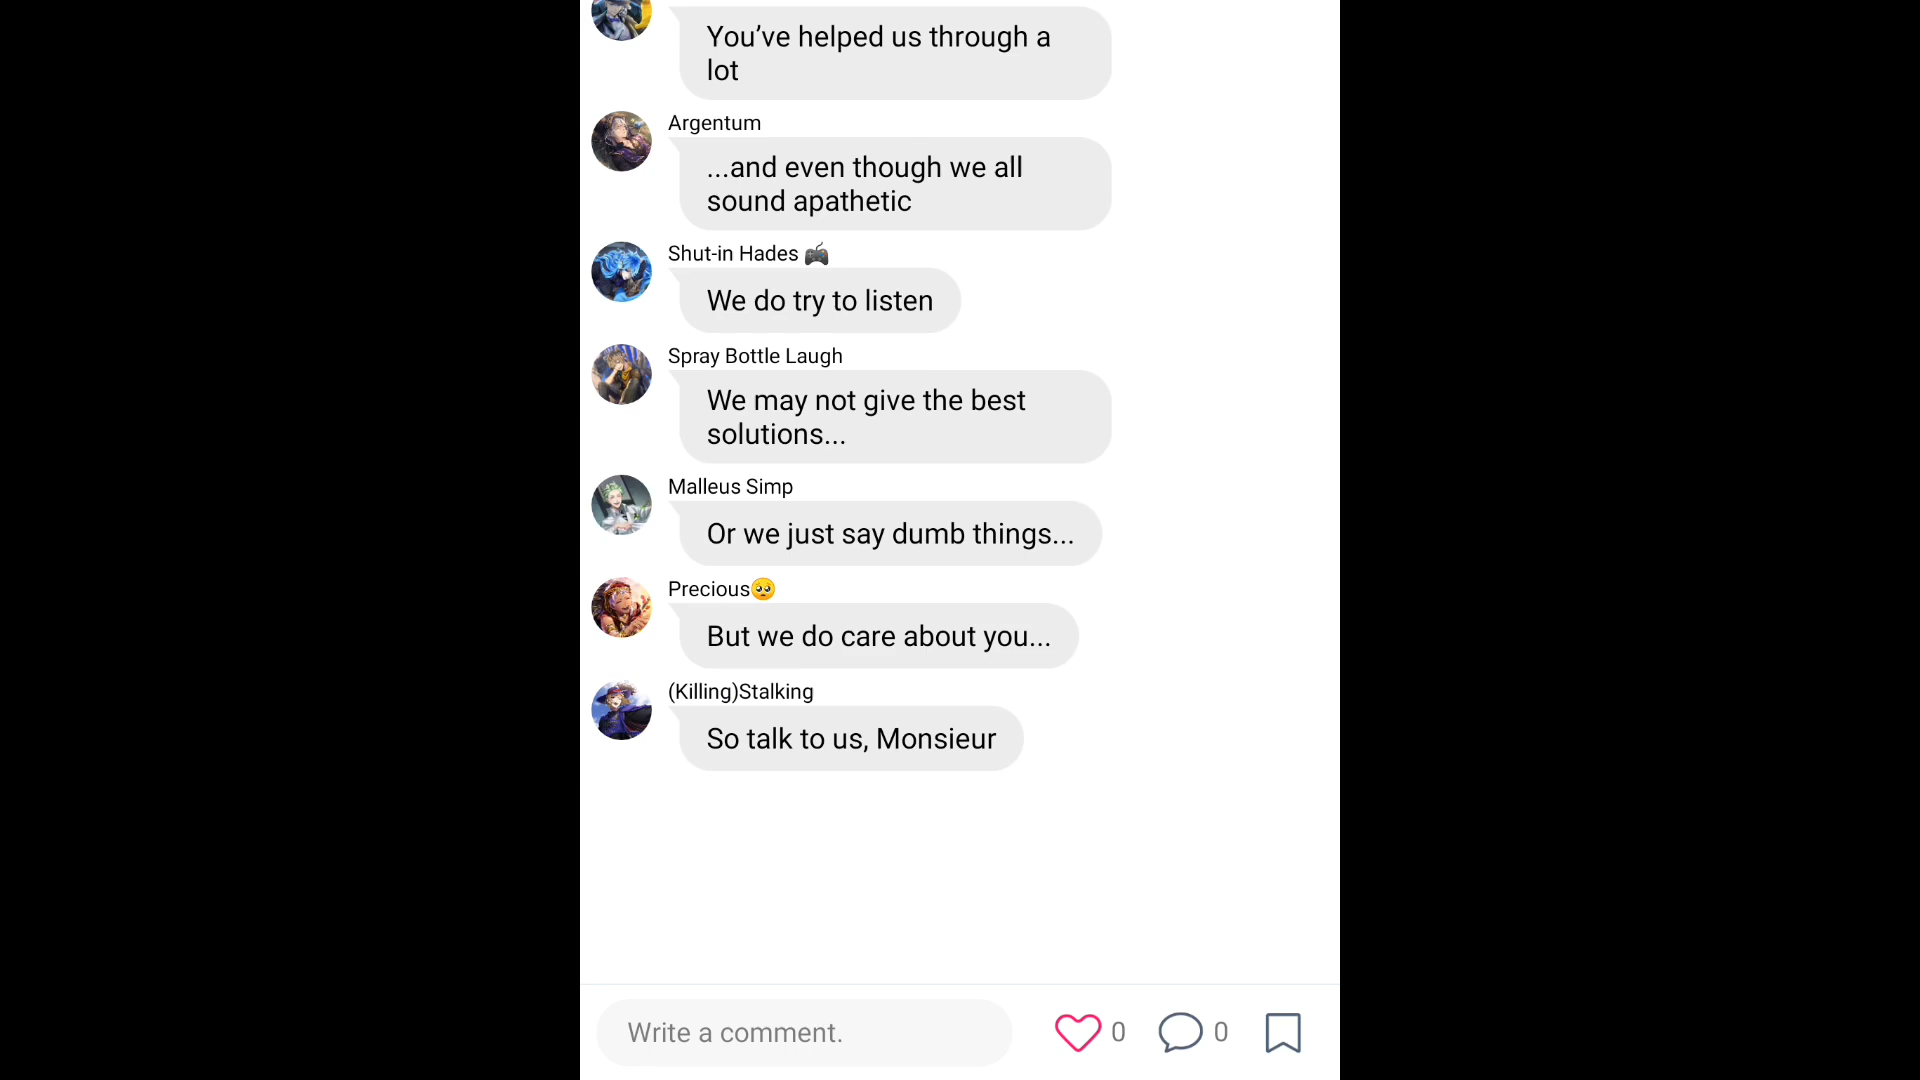 You’ve helped us through a
lot
Argentum
...and even though we all
sound apathetic
Shut-in Hades 🎮
We do try to listen
Spray Bottle Laugh
We may not give the best
solutions...
Malleus Simp
Or we just say dumb things...
Precious🥺
But we do care about you...
(Killing)Stalking
So talk to us, Monsieur
Write a comment.
0
0